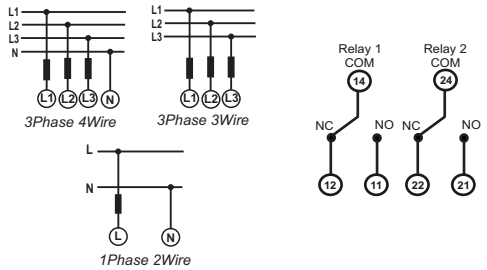 L1
L2
L3
N
L1 L2 L3 N
3Phase 4Wire
L1
L2
L3
L1 L2 L3
3Phase 3Wire
L
N
L N
1Phase 2Wire
Relay 1 Relay 2
COM COM
14 24
NC NO NC NO
12 11 22 21